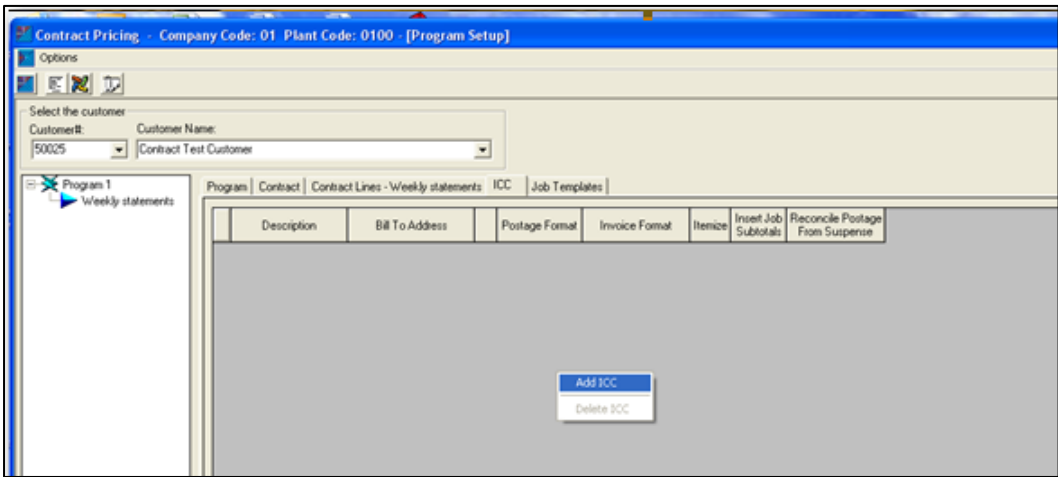 Contract Pricing - Company Code: 01 Plant Code: 0100 - [Program Setup]
Options
Select the customer
Customer#: Customer Name:
50025 Contract Test Customer
Program 1
Weekly statements
Program Contract Contract Lines - Weekly statements ICC Job Templates
Description Bill To Address Postage Format Invoice Format Itemize Insert Job Subtotals Reconcile Postage From Suspense
Add ICC
Delete ICC